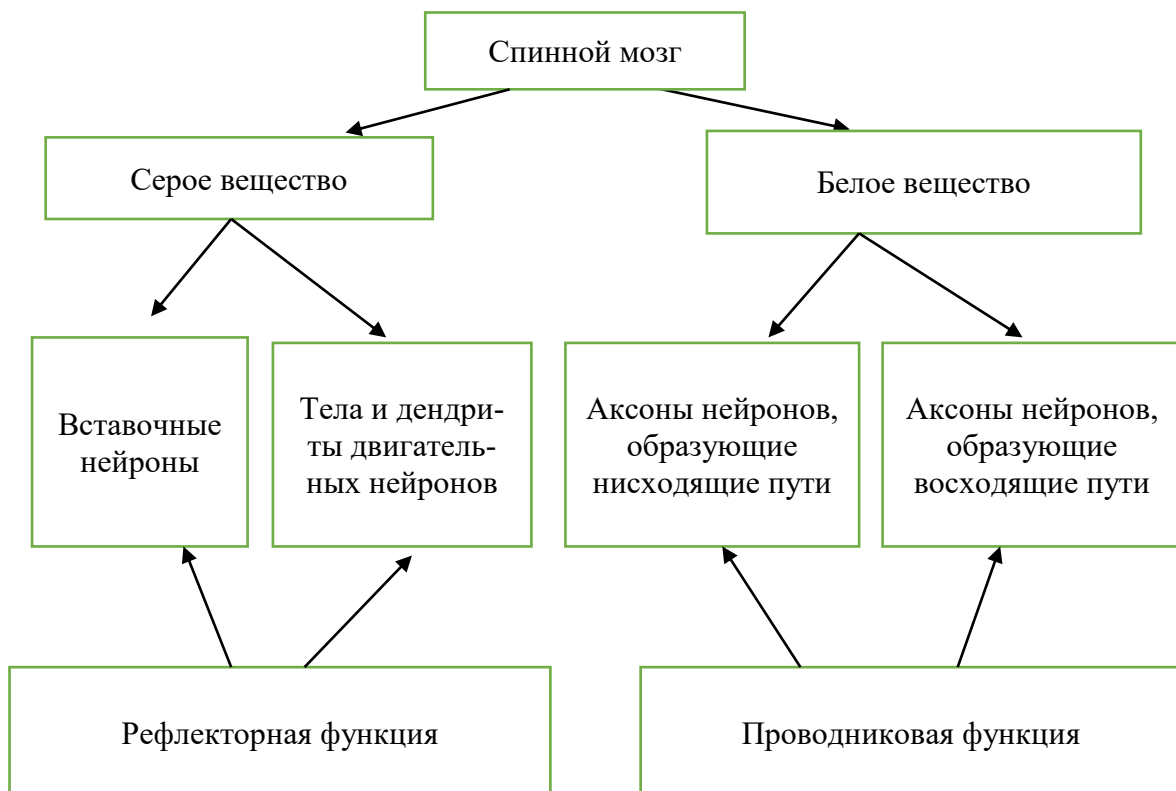 Спинной мозг
Серое вещество
Белое вещество
Вставочные
нейроны
Тела и дендри-
ты двигатель-
ных нейронов
Аксоны нейронов,
образующие
нисходящие пути
Аксоны нейронов,
образующие
восходящие пути
Рефлекторная функция
Проводниковая функция